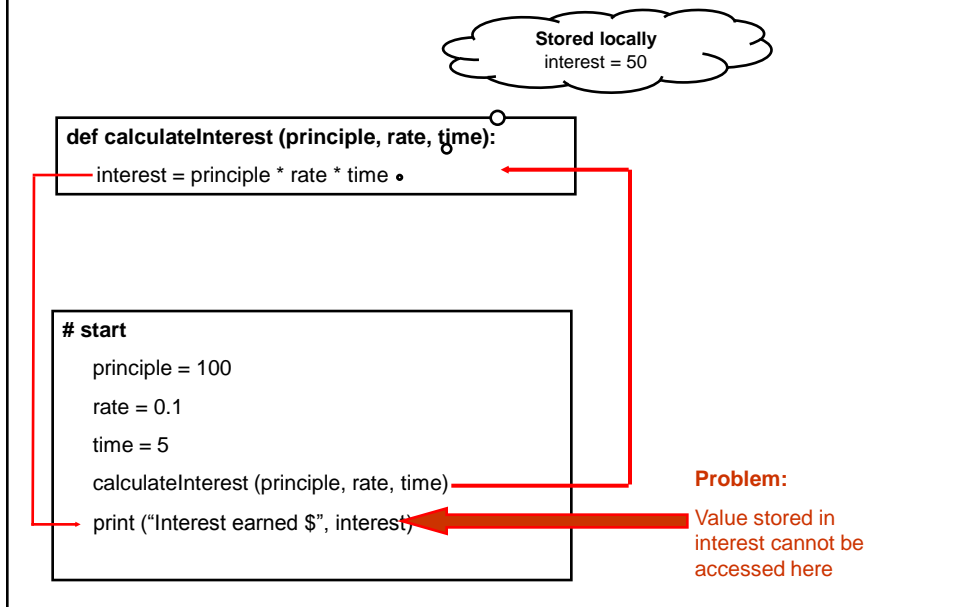 Stored locally
interest = 50
def calculateInterest (principle, rate, time):
interest = principle * rate * time
# start
principle = 100
rate = 0.1
time = 5
calculateInterest (principle, rate, time)
print (“Interest earned $”, interest)
Problem:
Value stored in
interest cannot be
accessed here